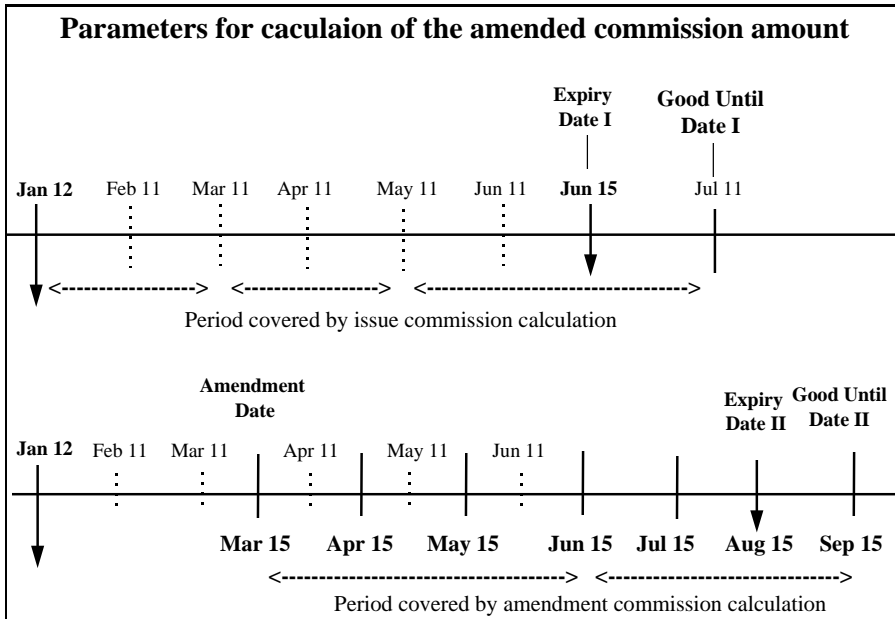 Parameters for caculaion of the amended commission amount
Expiry
Date I
Good Until
Date I
Jan 12 Feb 11 Mar 11 Apr 11 May 11 Jun 11 Jun 15 Jul 11
Period covered by issue commission calculation
Amendment
Date
Expiry
Date II
Good Until
Date II
Jan 12 Feb 11 Mar 11 Apr 11 May 11 Jun 11
Mar 15 Apr 15 May 15 Jun 15 Jul 15 Aug 15 Sep 15
Period covered by amendment commission calculation